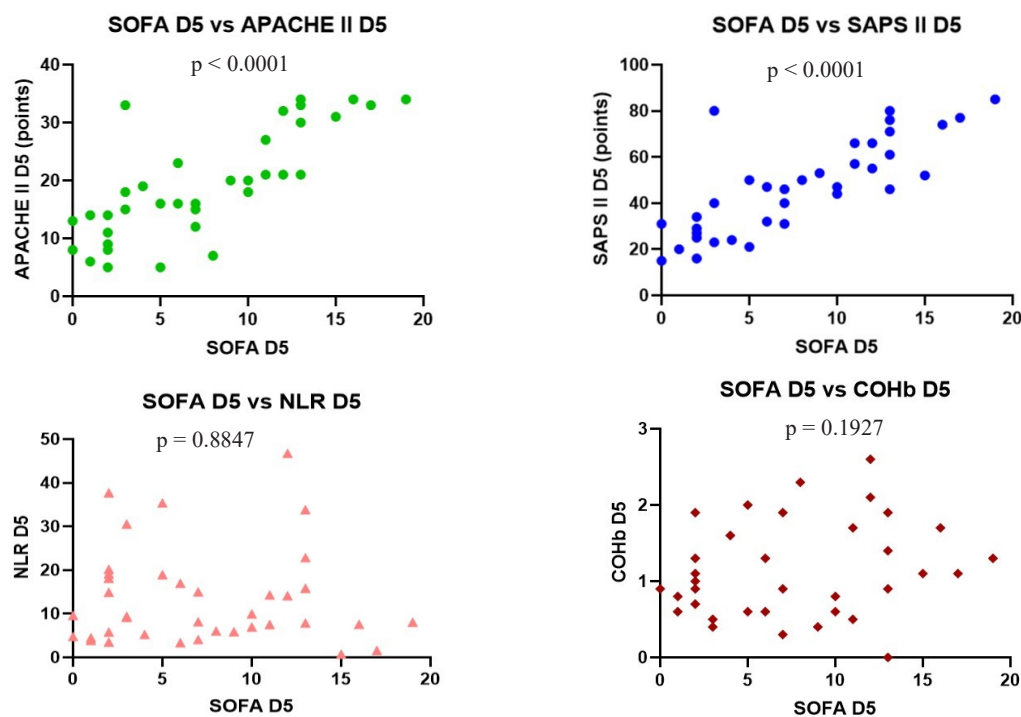 SOFA D5 vs APACHE II D5
p < 0.0001
APACHE II D5 (points)
40
30
20
10
0
0 5 10 15 20
SOFA D5
SOFA D5 vs SAPS II D5
p < 0.0001
SAPS II D5 (points)
100
80
60
40
20
0
0 5 10 15 20
SOFA D5
SOFA D5 vs NLR D5
p = 0.8847
NLR D5
50
40
30
20
10
0
0 5 10 15 20
SOFA D5
SOFA D5 vs COHb D5
p = 0.1927
COHb D5
3
2
1
0
0 5 10 15 20
SOFA D5